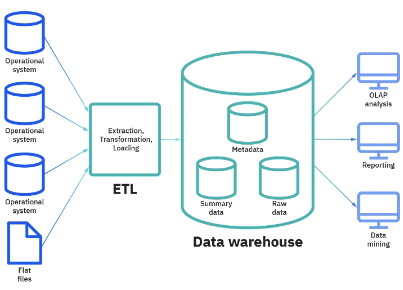 Operational
system
Operational
system
Operational
system
Flat
files
Extraction,
Transformation,
Loading
ETL
Metadata
Summary
data
Raw
data
Data warehouse
OLAP
analysis
Reporting
Data
mining